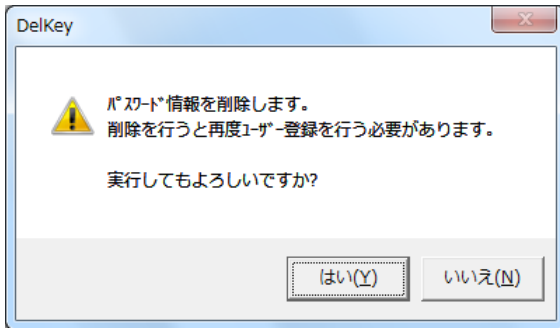 DelKey
ﾊﾟｽﾜｰﾄﾞ情報を削除します。
削除を行うと再度ﾕｰｻﾞｰ登録を行う必要があります。
実行してもよろしいですか?
はい(Y)
いいえ(N)